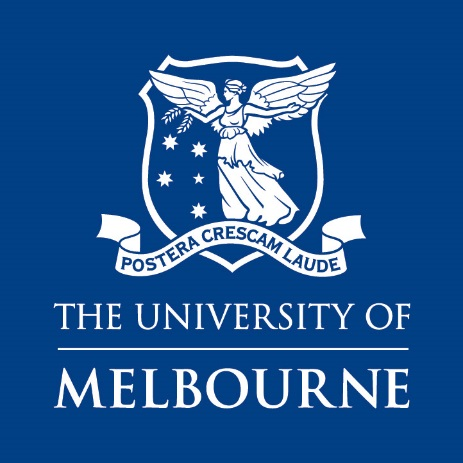 POSTERA CRESCAM LAUDE
THE UNIVERSITY OF
MELBOURNE